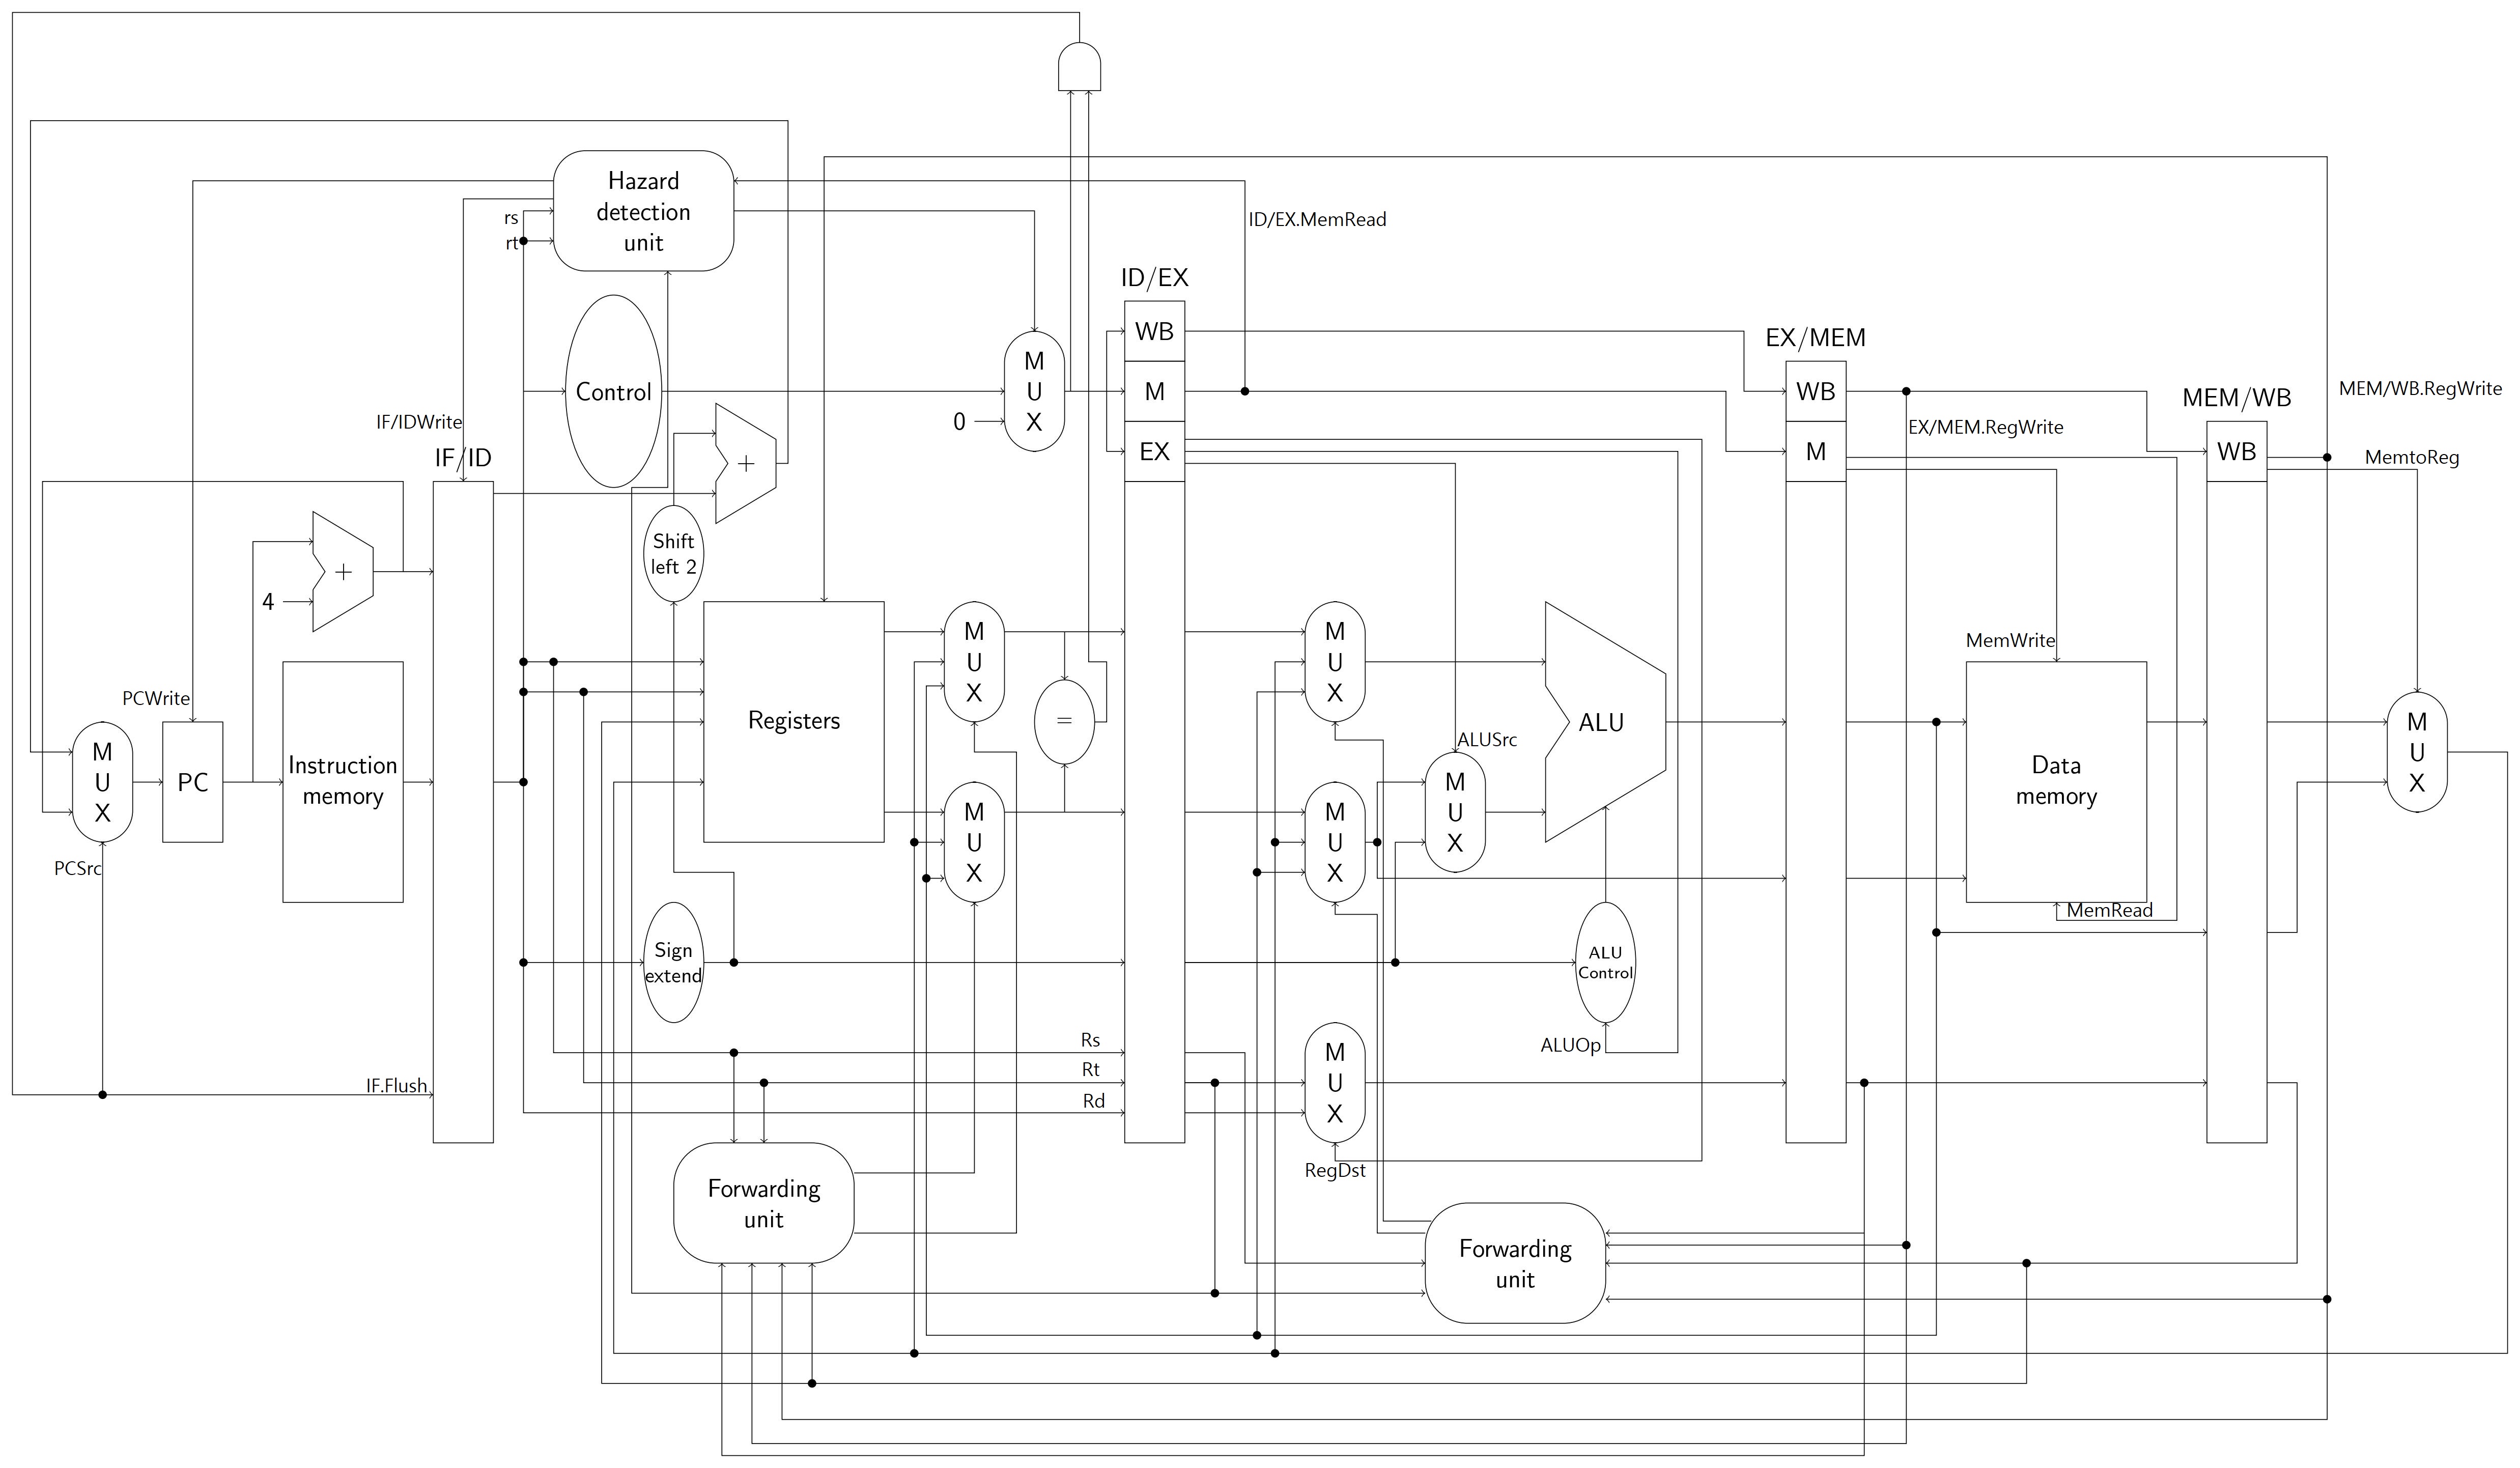 Hazard
detection
unit
rs
rt
ID/EX.MemRead
ID/EX
WB
M
EX
M
U
X
0
Control
EX/MEM
WB
M
EX/MEM.RegWrite
MEM/WB
WB
MEM/WB.RegWrite
MemtoReg
IF/IDWrite
IF/ID
+
+
4
Shift
left 2
PCWrite
PCSrc
M
U
X
PC
Instruction
memory
Registers
M
U
X
M
U
X
=
M
U
X
M
U
X
ALUSrc
M
U
X
ALU
MemWrite
Data
memory
MemRead
M
U
X
Sign
extend
ALU
Control
ALUOp
IF.Flush
Rs
Rt
Rd
M
U
X
RegDst
Forwarding
unit
Forwarding
unit